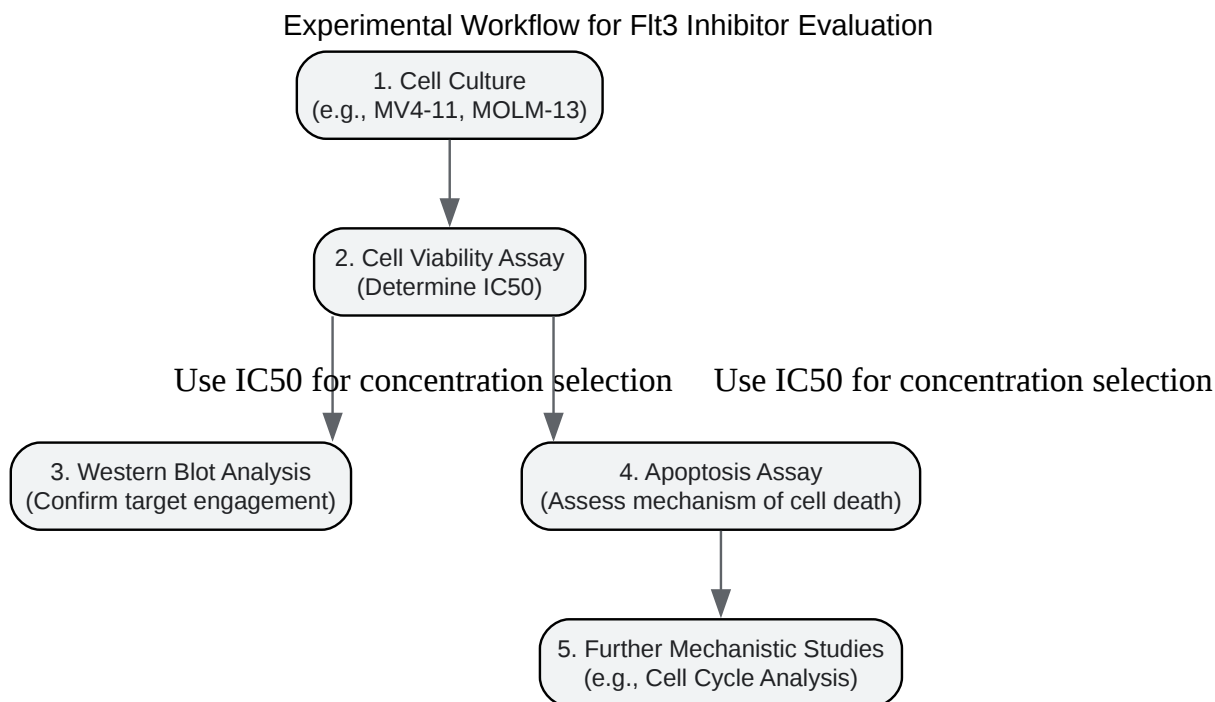 Experimental Workflow for Flt3 Inhibitor Evaluation
1. Cell Culture
(e.g., MV4-11, MOLM-13)
2. Cell Viability Assay
(Determine IC50)
Use IC50 for concentration selection
Use IC50 for concentration selection
3. Western Blot Analysis
(Confirm target engagement)
4. Apoptosis Assay
(Assess mechanism of cell death)
5. Further Mechanistic Studies
(e.g., Cell Cycle Analysis)